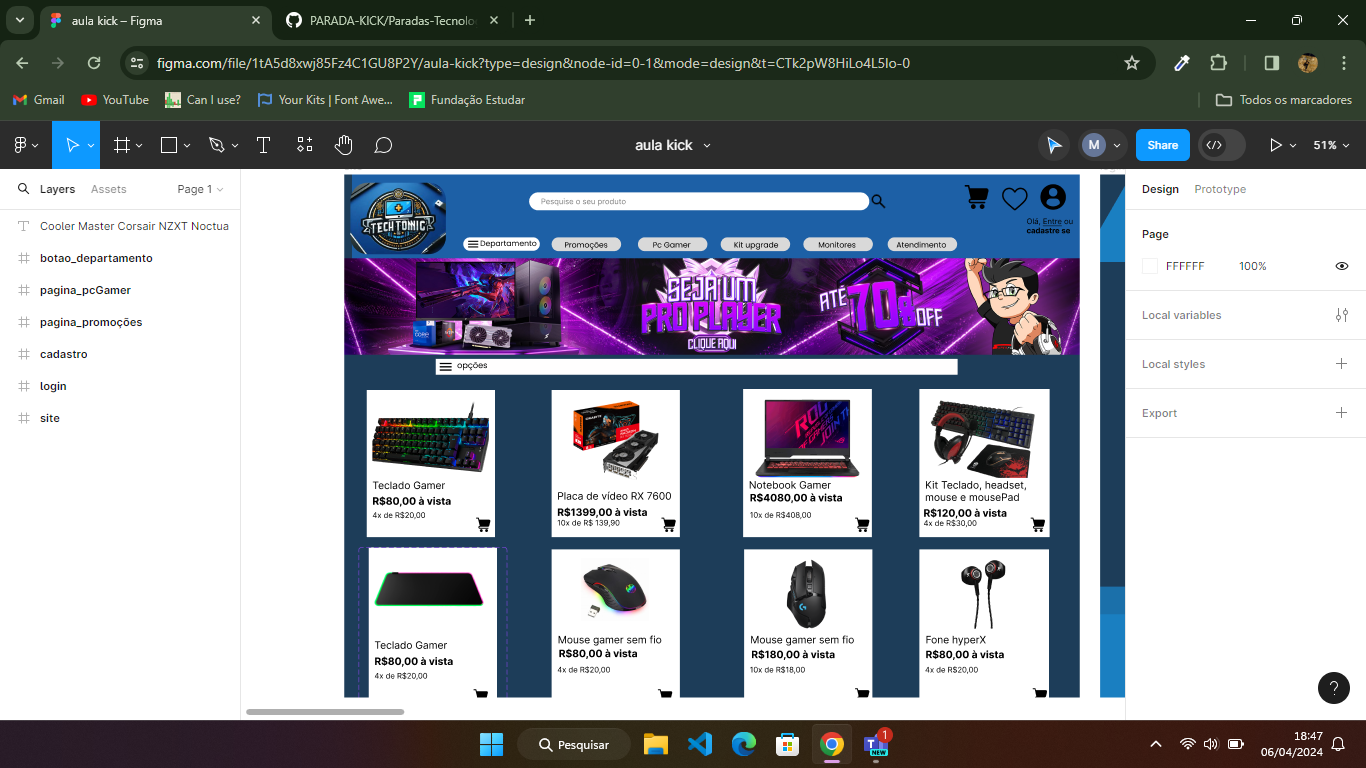 aula kick – Figma
PARADA-KICK/Paradas-Tecnolo
figma.com/file/1tA5d8xwj85Fz4C1GU8P2Y/aula-kick?type=design&node-id=0-1&mode=design&t=CTk2pW8HiLo4L5Io-0
Gmail
YouTube
Can I use?
Your Kits | Font Awe...
Fundação Estudar
Todos os marcadores
aula kick
M
Share
51%
Layers
Assets
Page 1
Design
Prototype
Cooler Master Corsair NZXT Noctua
botao_departamento
pagina_pcGamer
pagina_promoções
cadastro
login
site
Page
FFFFFF
100%
Local variables
Local styles
Export
TECHTONIC
Pesquise o seu produto
Olá, Entre ou
cadastre se
Departamento
Promoções
Pc Gamer
Kit upgrade
Monitores
Atendimento
SEJA UM
PRO PLAYER
CLIQUE AQUI
ATÉ
70%
OFF
opções
Teclado Gamer
R$80,00 à vista
4x de R$20,00
Placa de vídeo RX 7600
R$1399,00 à vista
10x de R$ 139,90
Notebook Gamer
R$4080,00 à vista
10x de R$408,00
Kit Teclado, headset,
mouse e mousePad
R$120,00 à vista
4x de R$30,00
Teclado Gamer
R$80,00 à vista
4x de R$20,00
Mouse gamer sem fio
R$80,00 à vista
4x de R$20,00
Mouse gamer sem fio
R$180,00 à vista
10x de R$18,00
Fone hyperX
R$80,00 à vista
4x de R$20,00
?
Pesquisar
NEW
1
18:47
06/04/2024